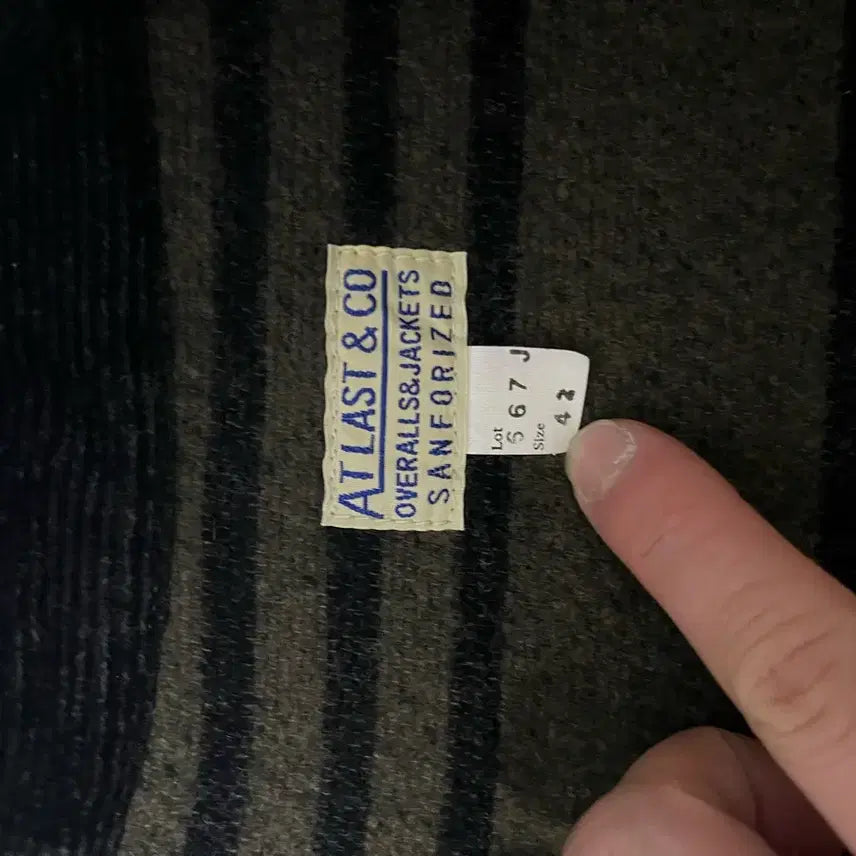 ATLAST & CO
OVERALLS&JACKETS
SANFORIZED
Lot
567 J
Size
42